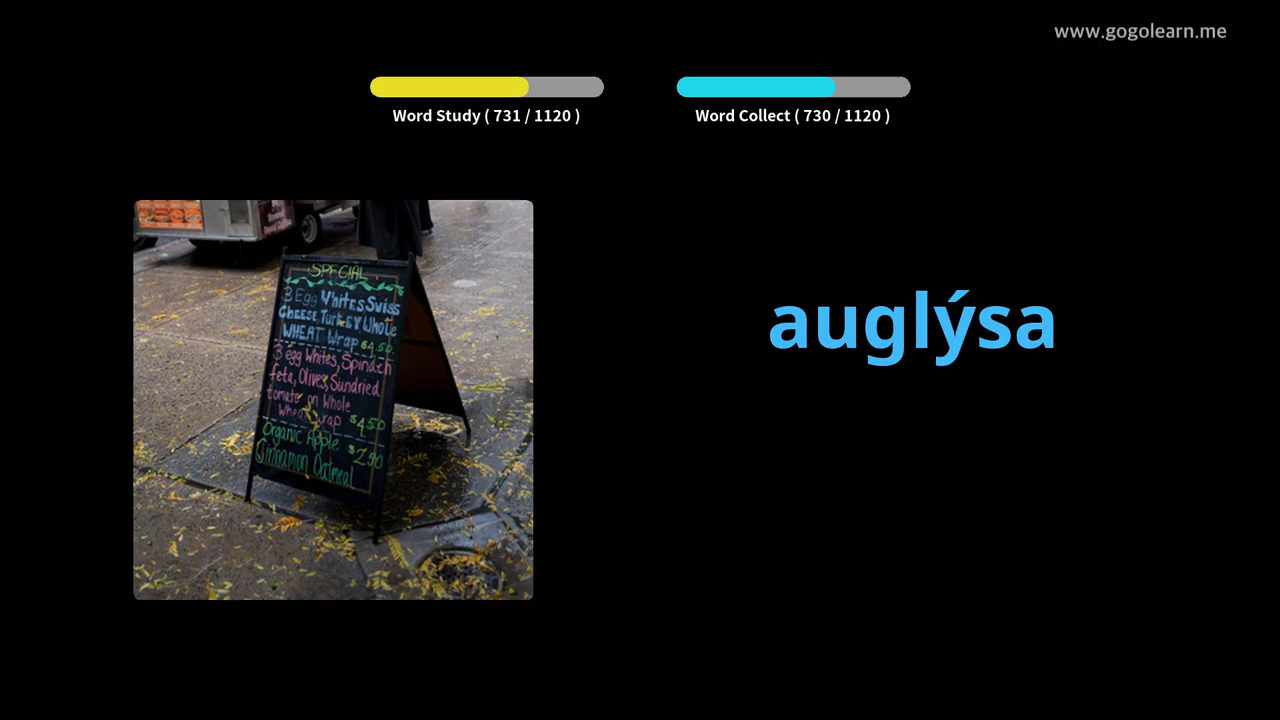 www.gogolearn.me
Word Study ( 731 / 1120 )
Word Collect ( 730 / 1120 )
auglýsa
SPECIAL
3 Egg Whites, Swiss
Cheese, Turkey Whole
WHEAT Wrap $4.50
3 egg Whites, Spinach
feta, Olives, Sundried
tomato on Whole
Wheat Wrap $4.50
Organic Apple
Cinnamon Oatmeal $2.50